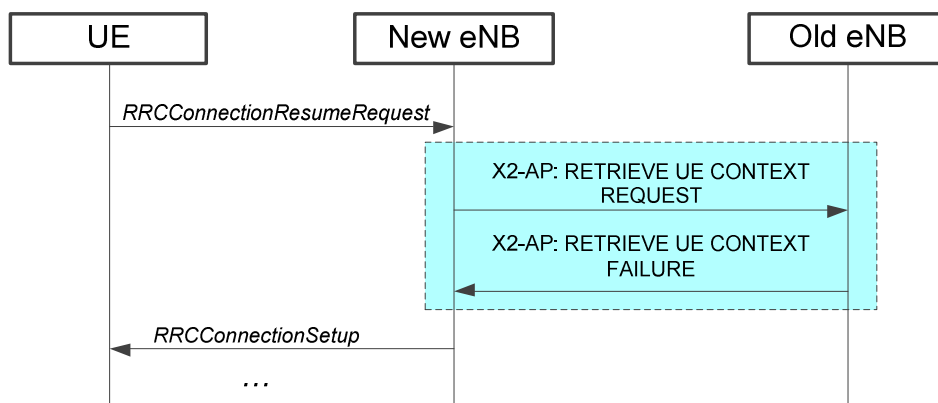 UE
New eNB
Old eNB
RRCConnectionResumeRequest
X2-AP: RETRIEVE UE CONTEXT
REQUEST
X2-AP: RETRIEVE UE CONTEXT
FAILURE
RRCConnectionSetup
...